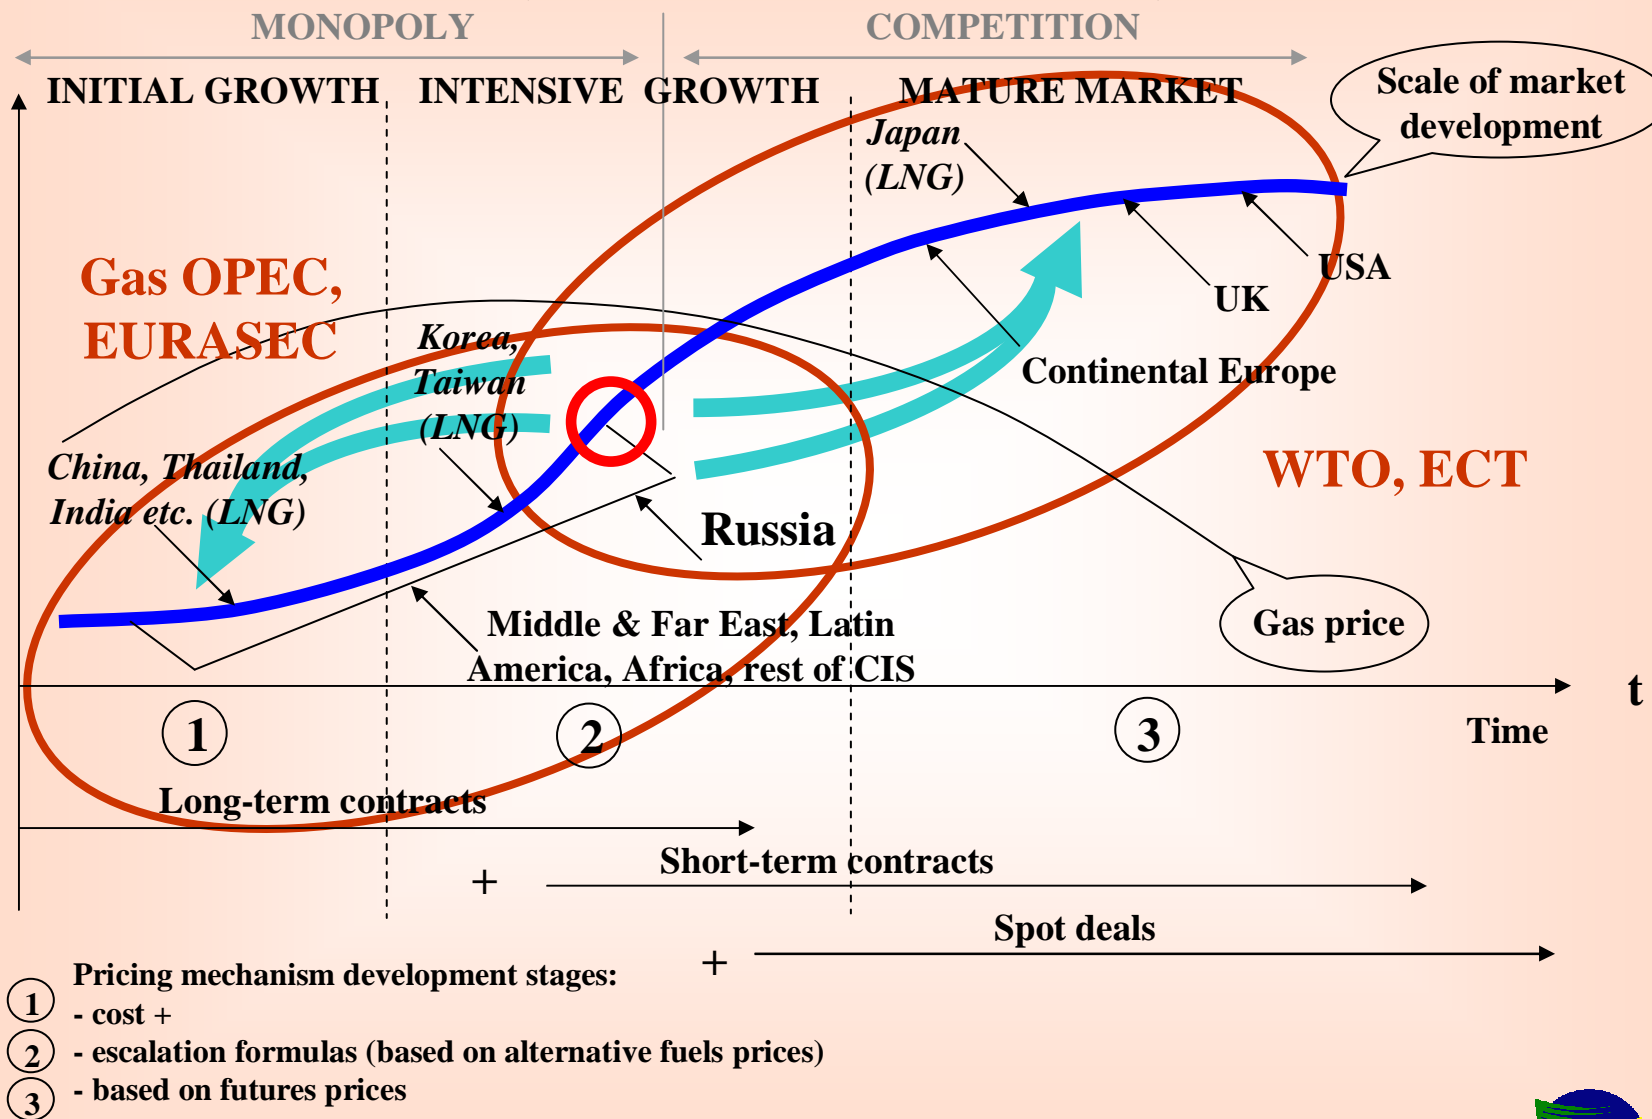 MONOPOLY
COMPETITION
INITIAL GROWTH
INTENSIVE GROWTH
MATURE MARKET
Scale of market
development
Japan
(LNG)
Gas OPEC,
EURASEC
USA
UK
Korea,
Taiwan
(LNG)
Continental Europe
China, Thailand,
India etc. (LNG)
WTO, ECT
Russia
Middle & Far East, Latin
America, Africa, rest of CIS
Gas price
t
Time
1
2
3
Long-term contracts
+
Short-term contracts
+
Spot deals
Pricing mechanism development stages:
1 - cost +
2 - escalation formulas (based on alternative fuels prices)
3 - based on futures prices